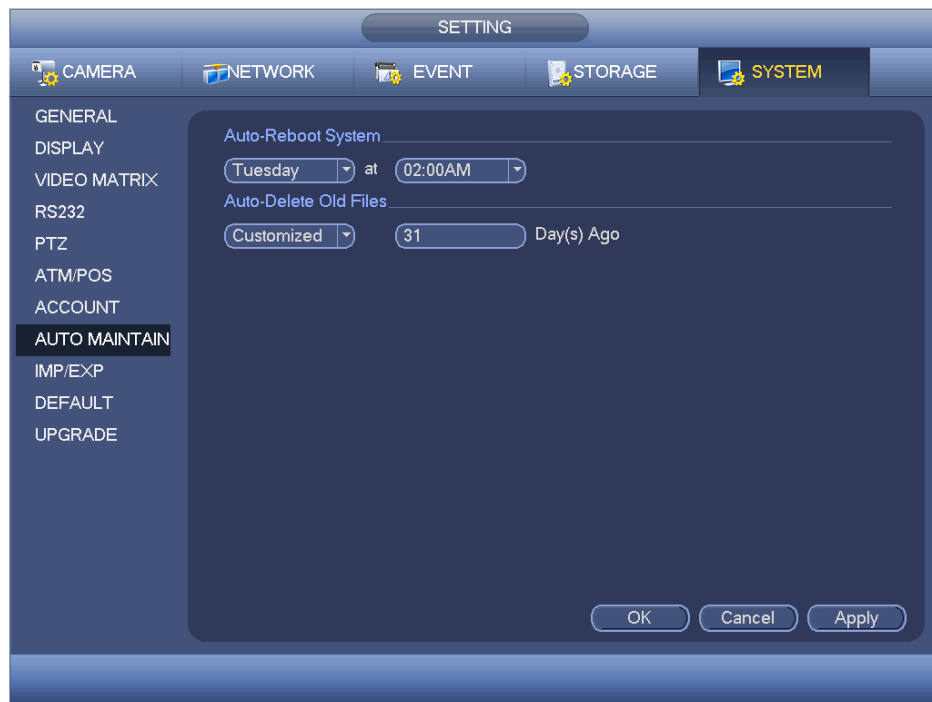 SETTING
CAMERA NETWORK EVENT STORAGE SYSTEM
GENERAL
DISPLAY
VIDEO MATRIX
RS232
PTZ
ATM/POS
ACCOUNT
AUTO MAINTAIN
IMP/EXP
DEFAULT
UPGRADE
Auto-Reboot System
Tuesday at 02:00AM
Auto-Delete Old Files
Customized 31 Day(s) Ago
OK Cancel Apply